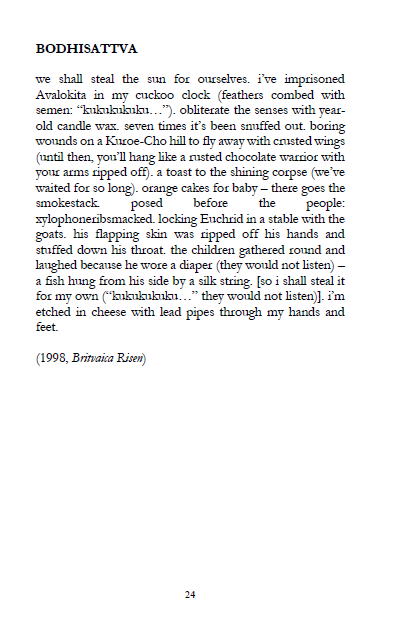 BODHISATTVA
we shall steal the sun for ourselves. i've imprisoned
Avalokita in my cuckoo clock (feathers combed with
semen: “kukukukuku…”). obliterate the senses with year-
old candle wax. seven times it's been snuffed out. boring
wounds on a Kuroe-Cho hill to fly away with crusted wings
(until then, you'll hang like a rusted chocolate warrior with
your arms ripped off). a toast to the shining corpse (we've
waited for so long). orange cakes for baby – there goes the
smokestack. posed before the people:
xylophoneribsmacked. locking Euchrid in a stable with the
goats. his flapping skin was ripped off his hands and
stuffed down his throat. the children gathered round and
laughed because he wore a diaper (they would not listen) –
a fish hung from his side by a silk string. [so i shall steal it
for my own (“kukukukuku…” they would not listen)]. i'm
etched in cheese with lead pipes through my hands and
feet.
(1998, Britvaica Risen)
24